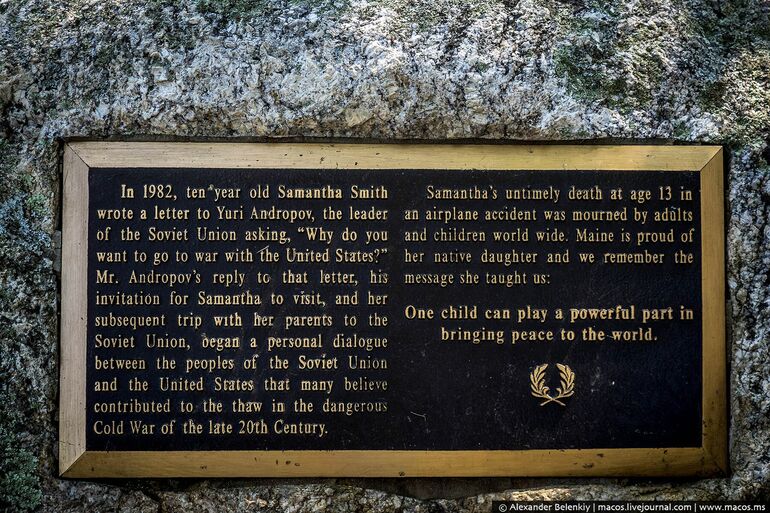 In 1982, ten year old Samantha Smith
wrote a letter to Yuri Andropov, the leader
of the Soviet Union asking, “Why do you
want to go to war with the United States?”
Mr. Andropov’s reply to that letter, his
invitation for Samantha to visit, and her
subsequent trip with her parents to the
Soviet Union, began a personal dialogue
between the peoples of the Soviet Union
and the United States that many believe
contributed to the thaw in the dangerous
Cold War of the late 20th Century.
Samantha’s untimely death at age 13 in
an airplane accident was mourned by adults
and children world wide. Maine is proud of
her native daughter and we remember the
message she taught us:
One child can play a powerful part in
bringing peace to the world.
© Alexander Belenkiy | macos.livejournal.com | www.macos.ms